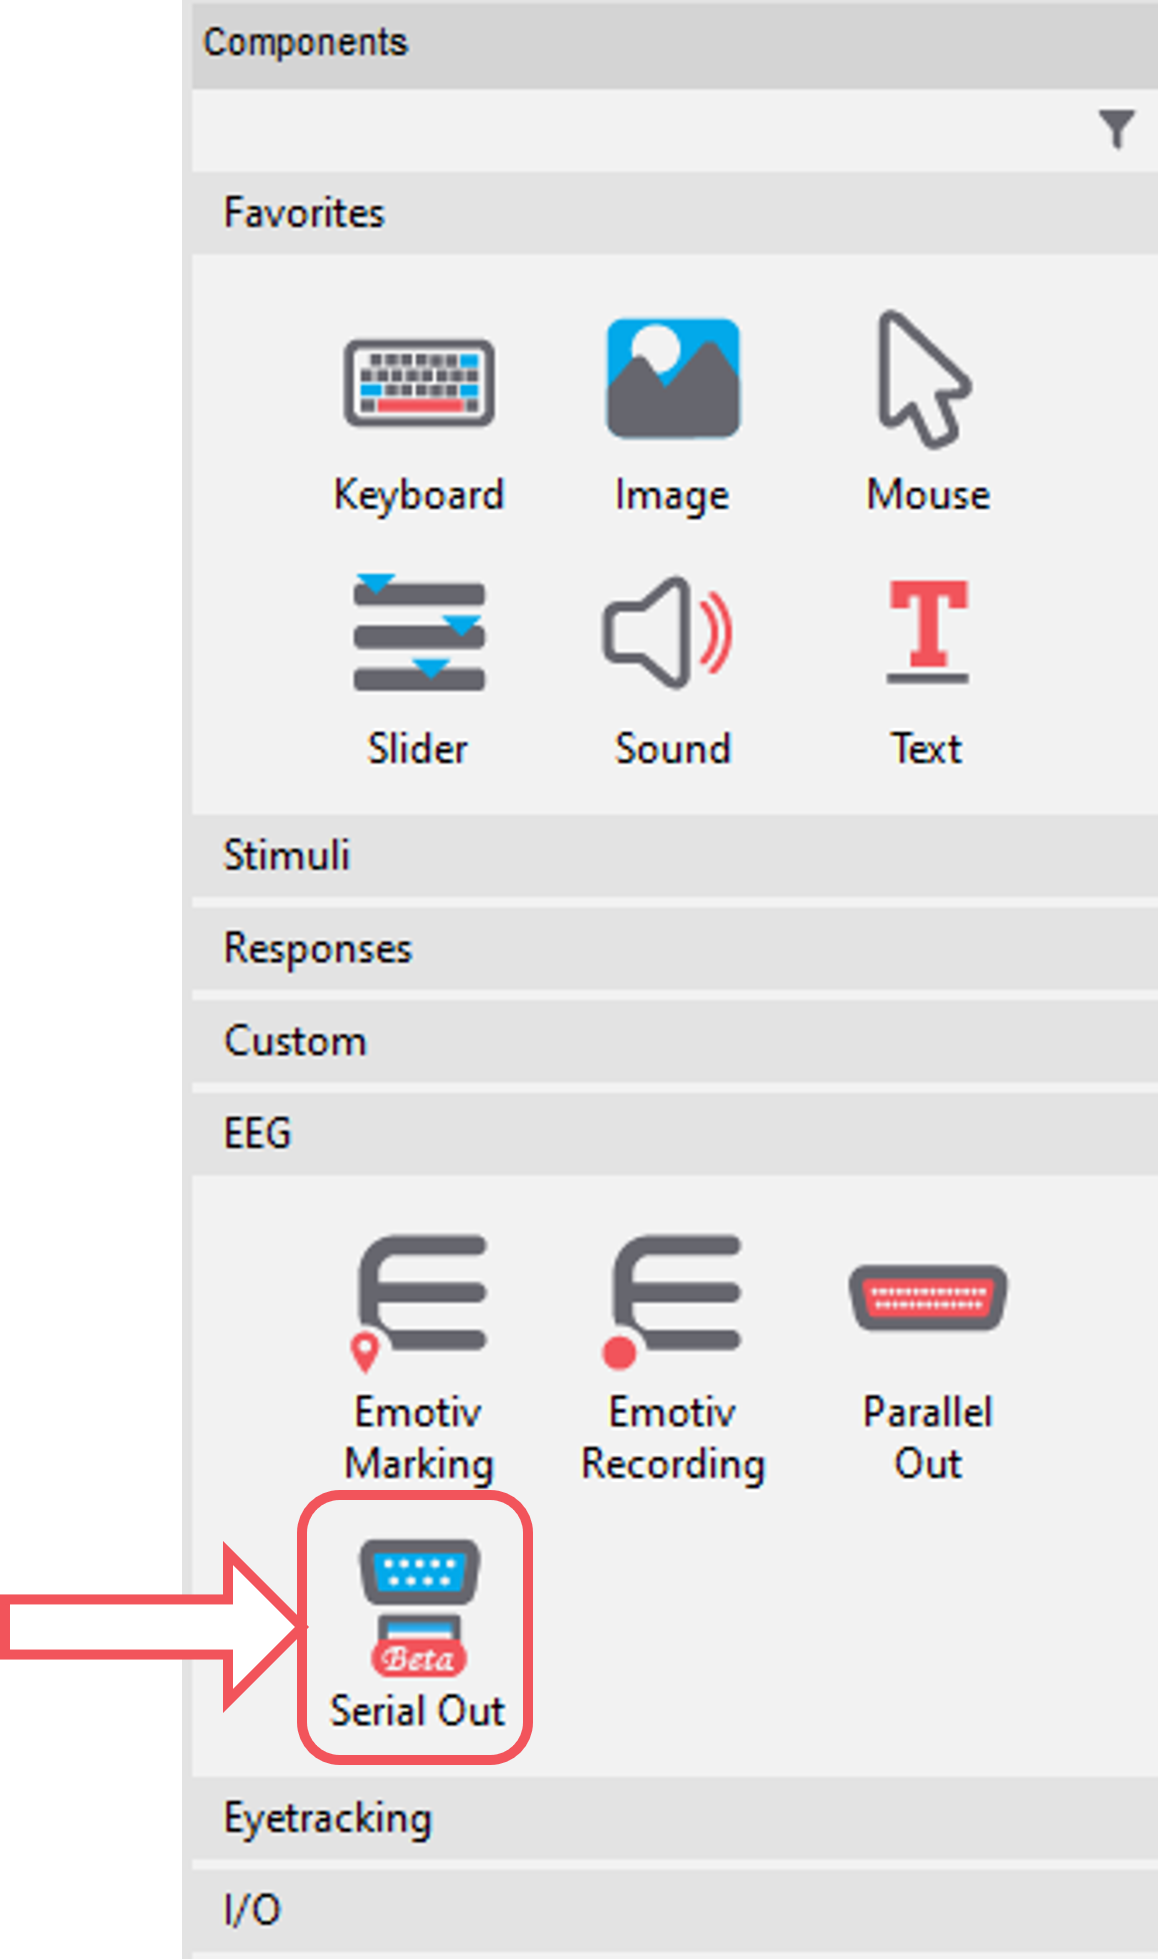 Components
Favorites
Keyboard
Image
Mouse
Slider
Sound
Text
Stimuli
Responses
Custom
EEG
Emotiv
Marking
Emotiv
Recording
Parallel
Out
Beta
Serial Out
Eyetracking
I/O